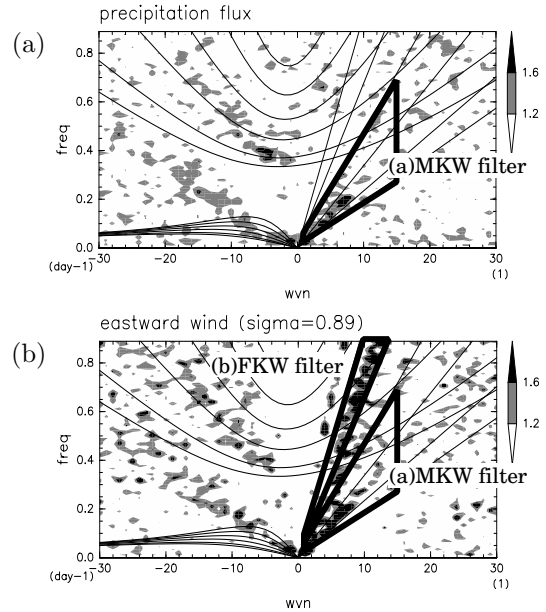 precipitation flux
(a)
1.6
1.2
0.8
0.6
0.4
0.2
0.0
freq
(a)MKW filter
-30 -20 -10 0 10 20 30
(day-1) (1)
wvn
eastward wind (sigma=0.89)
(b)
(b)FKW filter
1.6
1.2
0.8
0.6
0.4
0.2
0.0
freq
(a)MKW filter
-30 -20 -10 0 10 20 30
(day-1) (1)
wvn